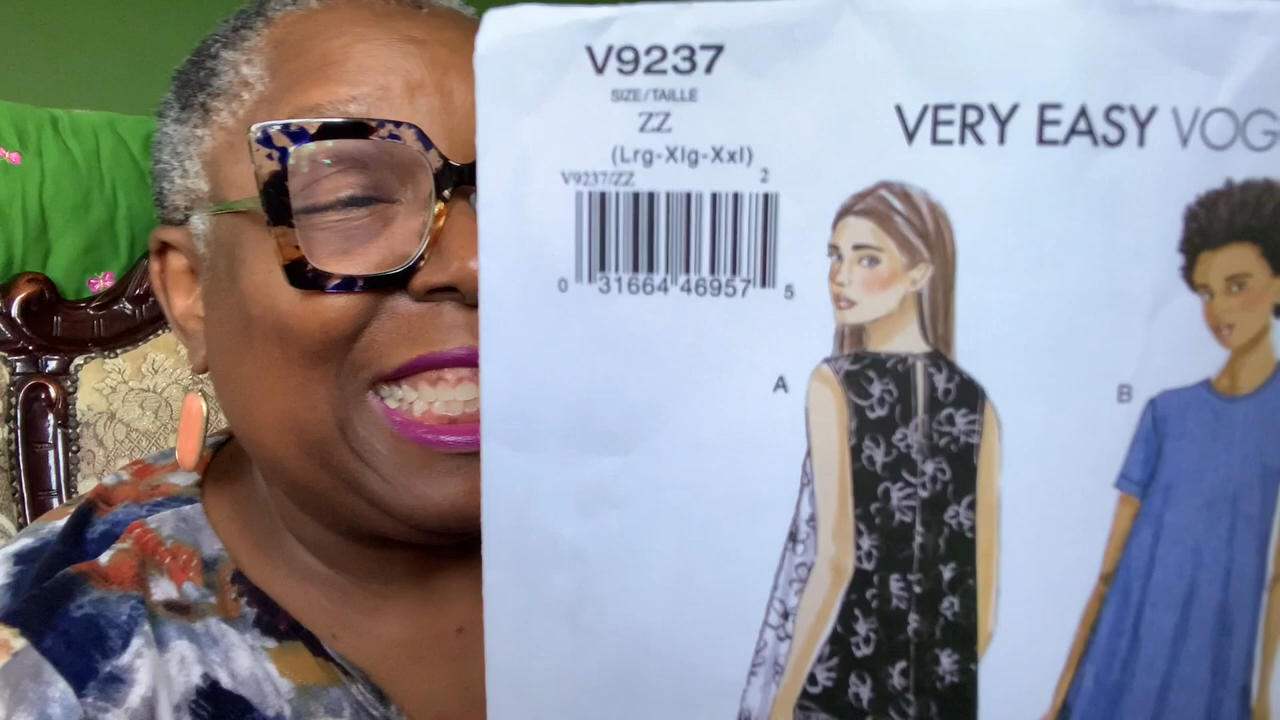 V9237
SIZE/TAILLE
ZZ
(Lrg-Xlg-Xxl)
V9237/ZZ 2
0 31664 46957 5
VERY EASY VOG
A
B